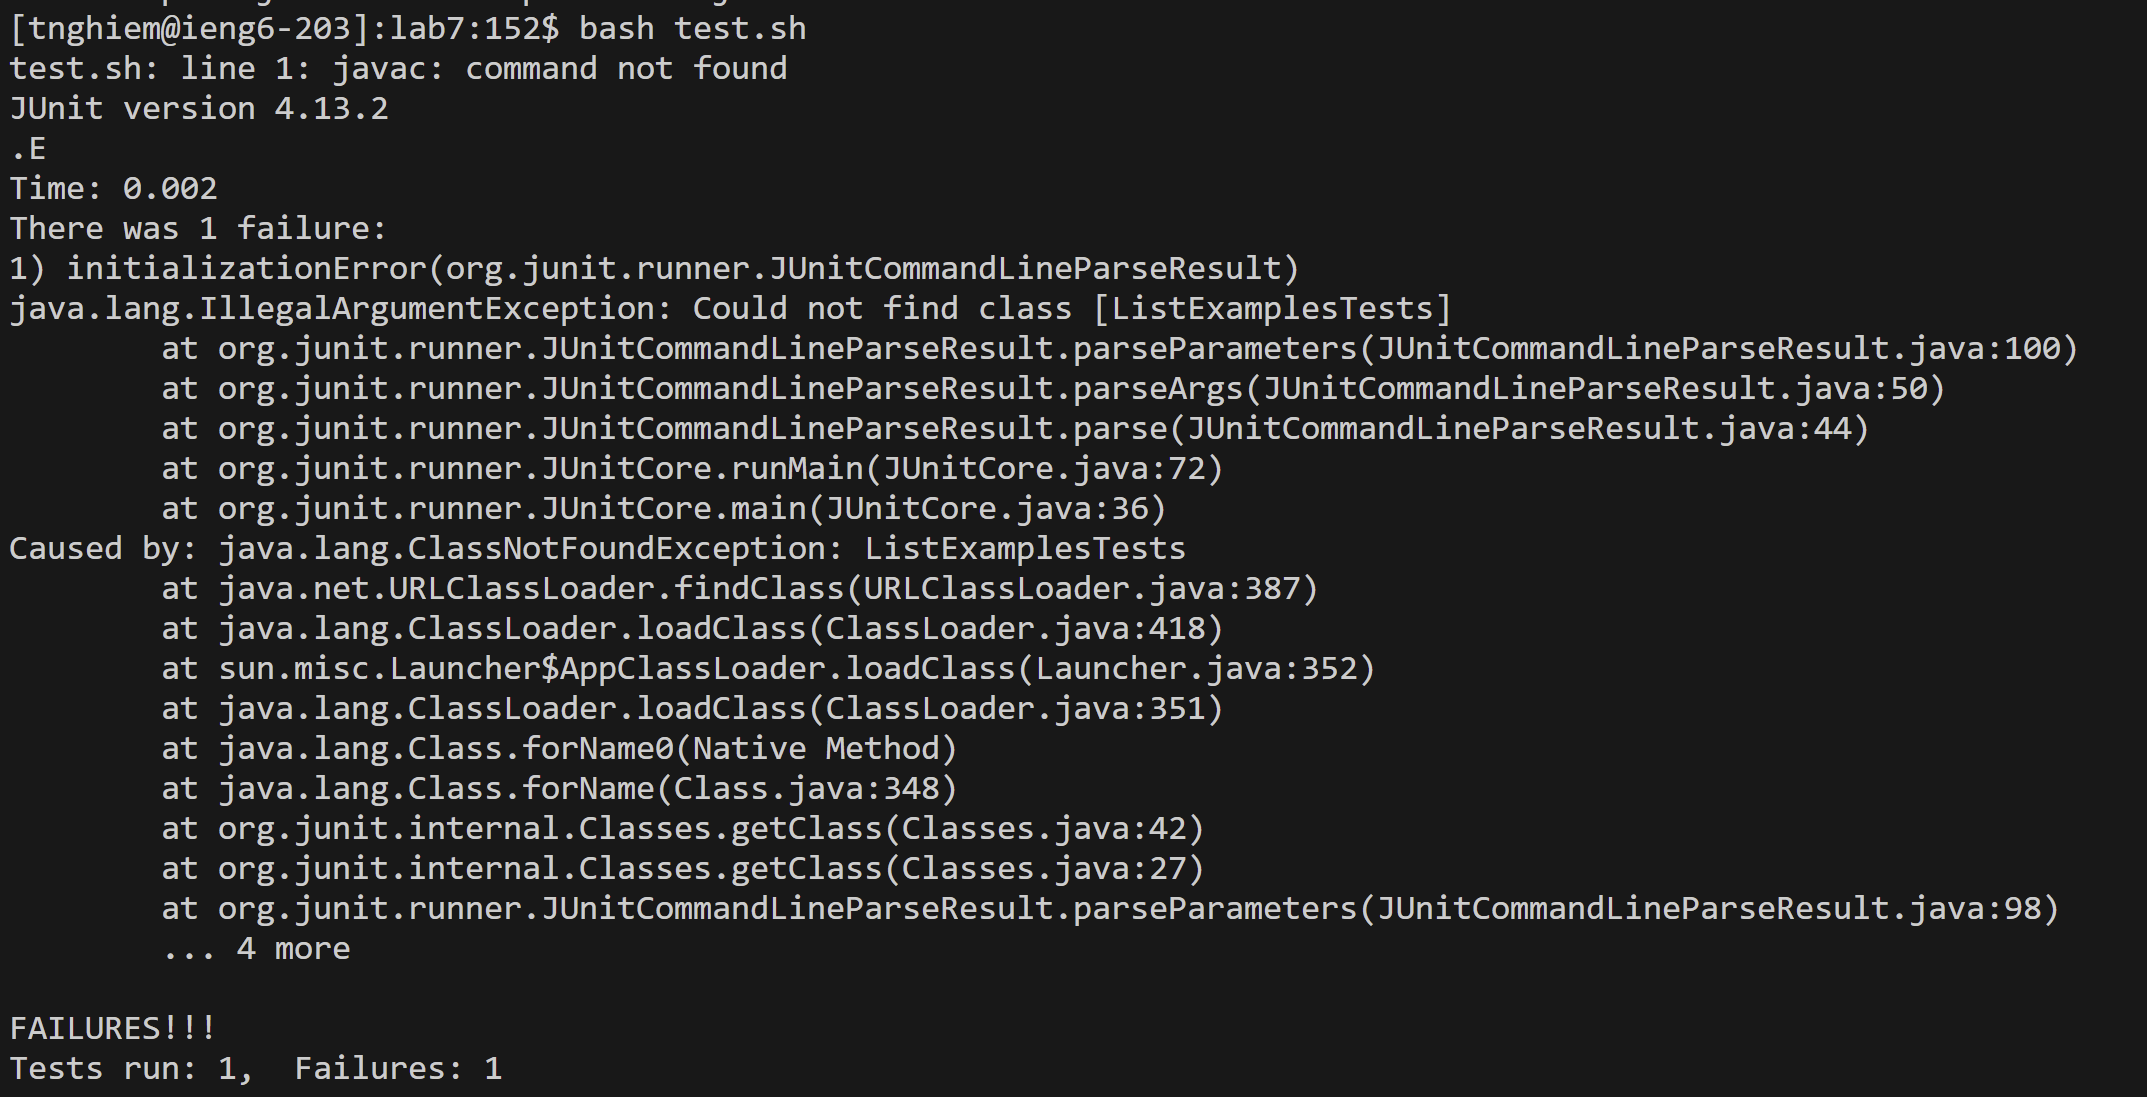 [tnghiem@ieng6-203]:lab7:152$ bash test.sh
test.sh: line 1: javac: command not found
JUnit version 4.13.2
.E
Time: 0.002
There was 1 failure:
1) initializationError(org.junit.runner.JUnitCommandLineParseResult)
java.lang.IllegalArgumentException: Could not find class [ListExamplesTests]
        at org.junit.runner.JUnitCommandLineParseResult.parseParameters(JUnitCommandLineParseResult.java:100)
        at org.junit.runner.JUnitCommandLineParseResult.parseArgs(JUnitCommandLineParseResult.java:50)
        at org.junit.runner.JUnitCommandLineParseResult.parse(JUnitCommandLineParseResult.java:44)
        at org.junit.runner.JUnitCore.runMain(JUnitCore.java:72)
        at org.junit.runner.JUnitCore.main(JUnitCore.java:36)
Caused by: java.lang.ClassNotFoundException: ListExamplesTests
        at java.net.URLClassLoader.findClass(URLClassLoader.java:387)
        at java.lang.ClassLoader.loadClass(ClassLoader.java:418)
        at sun.misc.Launcher$AppClassLoader.loadClass(Launcher.java:352)
        at java.lang.ClassLoader.loadClass(ClassLoader.java:351)
        at java.lang.Class.forName0(Native Method)
        at java.lang.Class.forName(Class.java:348)
        at org.junit.internal.Classes.getClass(Classes.java:42)
        at org.junit.internal.Classes.getClass(Classes.java:27)
        at org.junit.runner.JUnitCommandLineParseResult.parseParameters(JUnitCommandLineParseResult.java:98)
        ... 4 more
FAILURES!!!
Tests run: 1,  Failures: 1